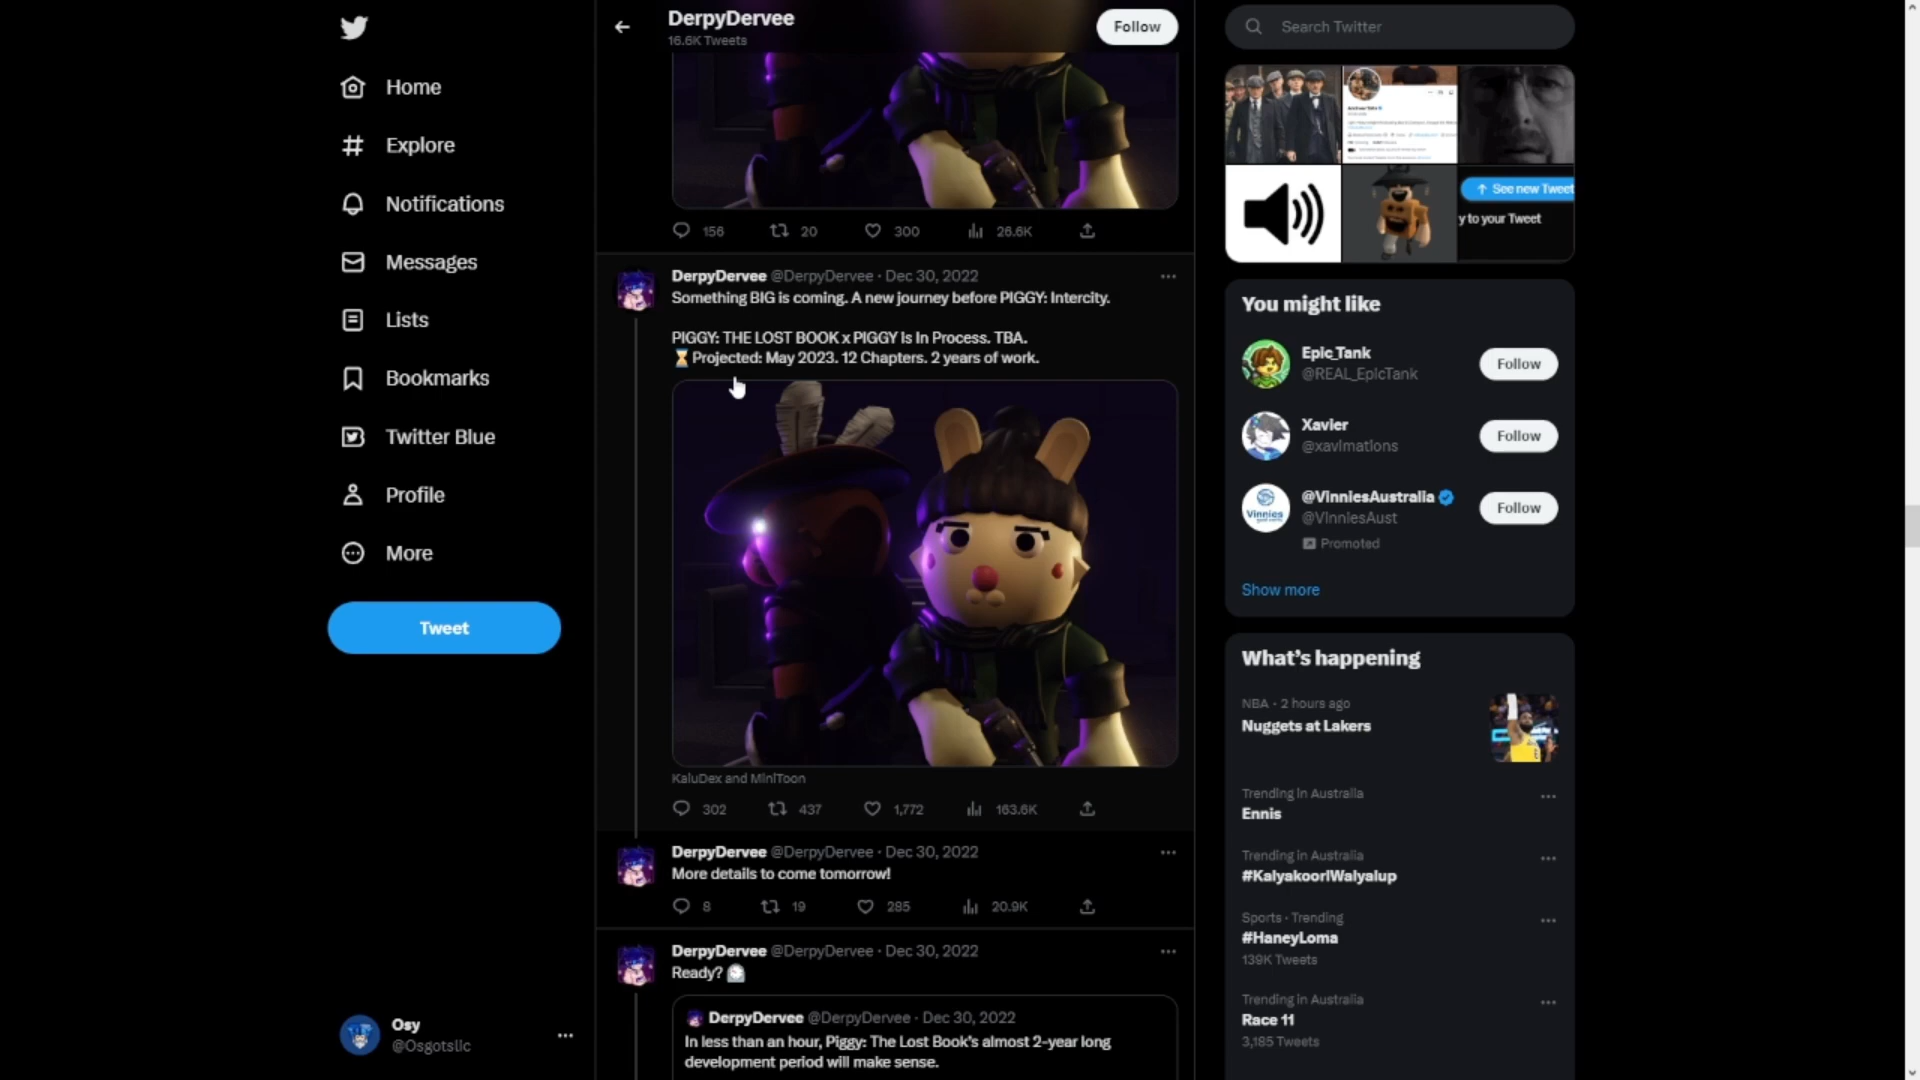 DerpyDervee
16.6K Tweets
Follow
Home
Explore
Notifications
Messages
Lists
Bookmarks
Twitter Blue
Profile
More
Tweet
Osy
@Osgotsllc
156
20
300
26.6K
DerpyDervee @DerpyDervee · Dec 30, 2022
Something BIG is coming. A new journey before PIGGY: Intercity.
PIGGY: THE LOST BOOK x PIGGY Is In Process. TBA.
⌛Projected: May 2023. 12 Chapters. 2 years of work.
KaluDex and MiniToon
302
437
1,772
163.6K
DerpyDervee @DerpyDervee · Dec 30, 2022
More details to come tomorrow!
8
19
285
20.9K
DerpyDervee @DerpyDervee · Dec 30, 2022
Ready?
DerpyDervee @DerpyDervee · Dec 30, 2022
In less than an hour, Piggy: The Lost Book's almost 2-year long
development period will make sense.
Search Twitter
See new Tweet
y to your Tweet
You might like
Epic_Tank
@REAL_EpicTank
Follow
Xavier
@xavimations
Follow
@VinniesAustralia
@VinniesAust
Follow
Vinnies
Promoted
Show more
What's happening
NBA · 2 hours ago
Nuggets at Lakers
Trending in Australia
Ennis
Trending in Australia
#KalyakoorlWalyalup
Sports · Trending
#HaneyLoma
139K Tweets
Trending in Australia
Race 11
3,185 Tweets